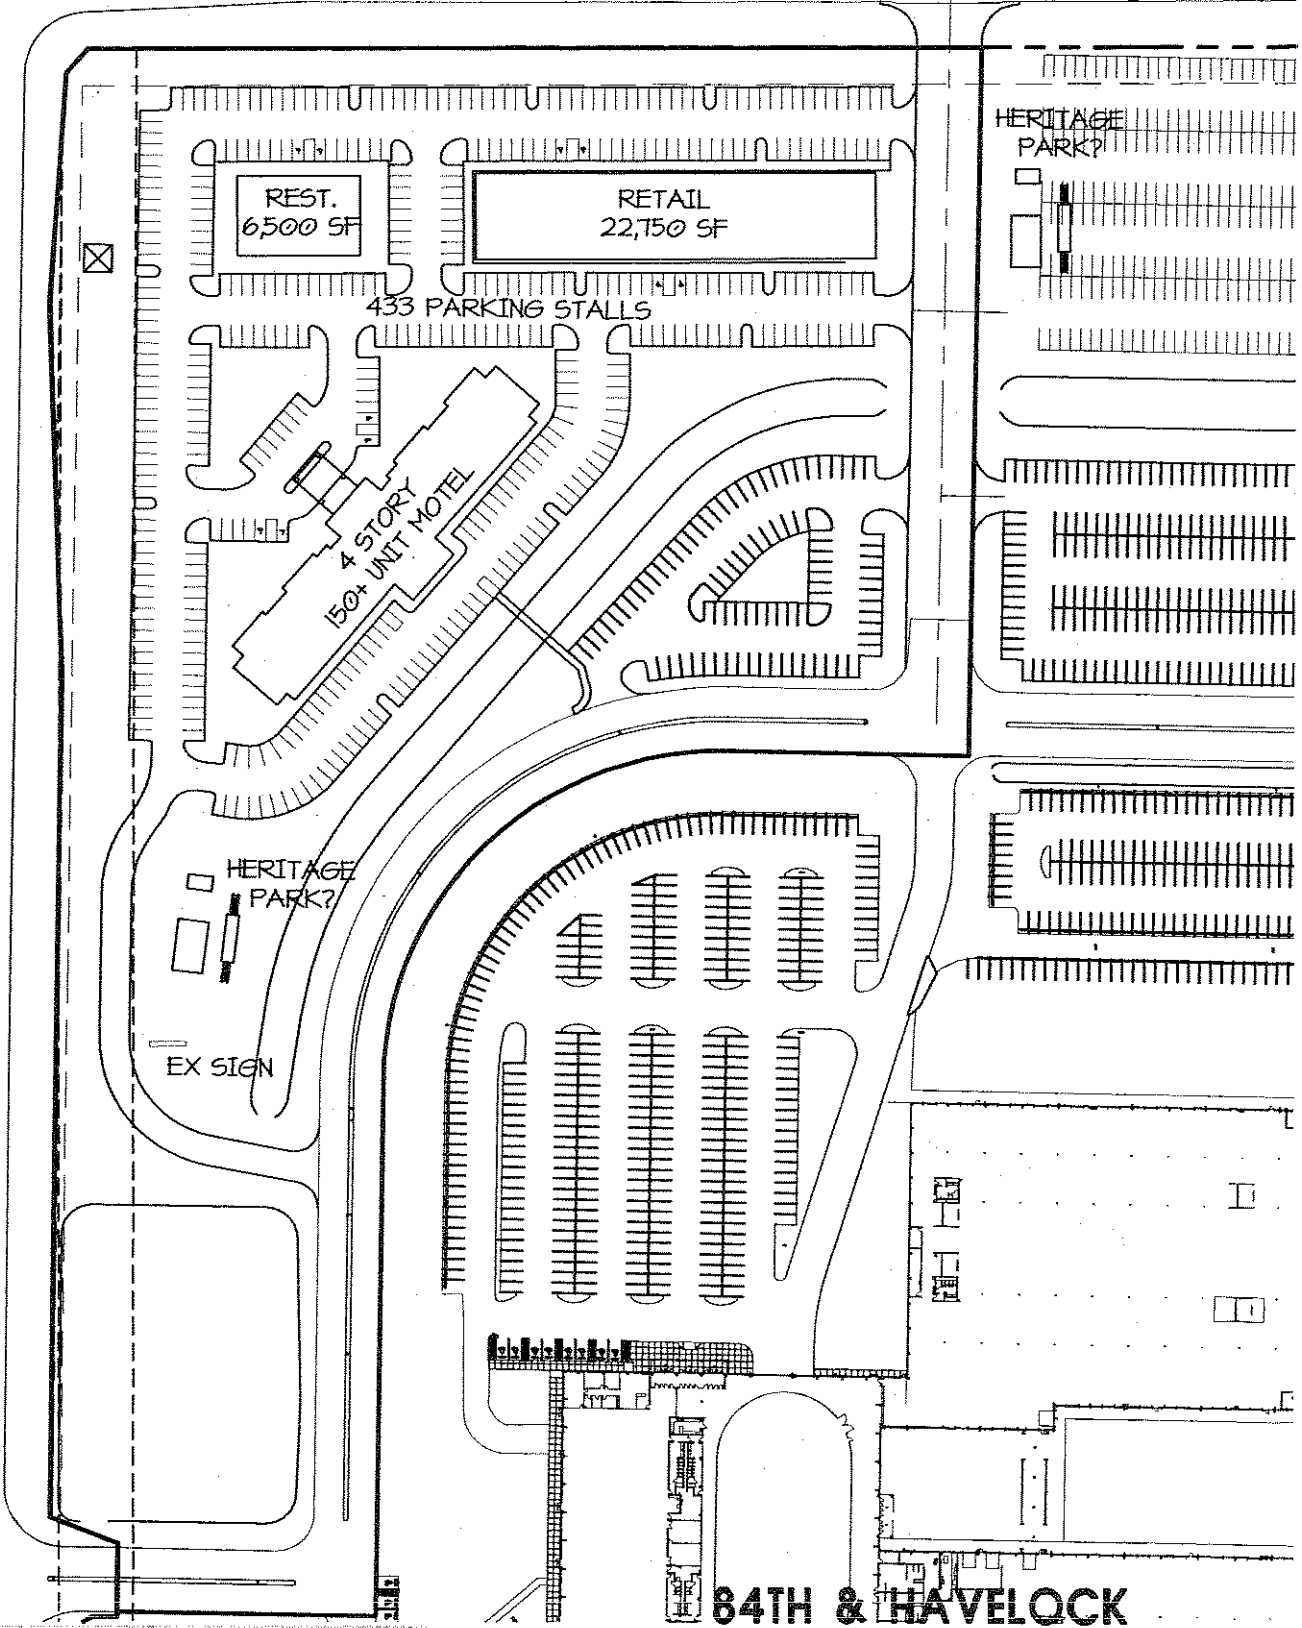 HERITAGE
PARK?
REST.
6,500 SF
RETAIL
22,750 SF
433 PARKING STALLS
4 STORY
150+ UNIT MOTEL
HERITAGE
PARK?
EX SIGN
84TH & HAVELOCK